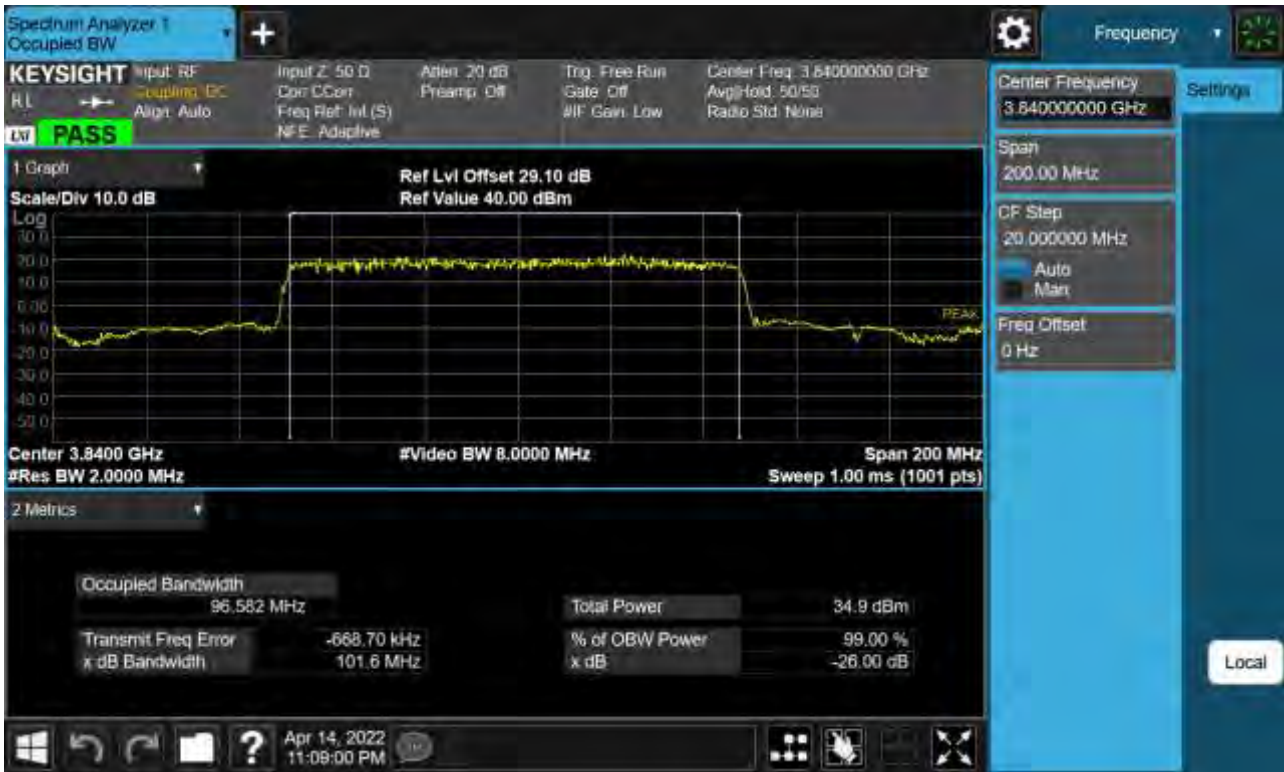 Spectrum Analyzer 1
Occupied BW
Frequency
KEYSIGHT
Input: RF
Coupling: DC
Align: Auto
Input Z: 50 Ω
Corr CCorr
Freq Ref: Int (S)
NFE: Adaptive
Atten: 20 dB
Preamp: Off
Trig: Free Run
Gate: Off
#IF Gain: Low
Center Freq: 3.840000000 GHz
Avg|Hold: 50/50
Radio Std: None
RL
LXI
PASS
Center Frequency
3.840000000 GHz
Settings
Span
200.00 MHz
CF Step
20.000000 MHz
Auto
Man
Freq Offset
0 Hz
Local
1 Graph
Scale/Div 10.0 dB
Ref Lvl Offset 29.10 dB
Ref Value 40.00 dBm
Log
30.0
20.0
10.0
0.00
-10.0
-20.0
-30.0
-40.0
-50.0
PEAK
Center 3.8400 GHz
#Video BW 8.0000 MHz
Span 200 MHz
#Res BW 2.0000 MHz
Sweep 1.00 ms (1001 pts)
2 Metrics
Occupied Bandwidth
96.582 MHz
Total Power
34.9 dBm
Transmit Freq Error
-668.70 kHz
% of OBW Power
99.00 %
x dB Bandwidth
101.6 MHz
x dB
-26.00 dB
?
Apr 14, 2022
11:09:00 PM